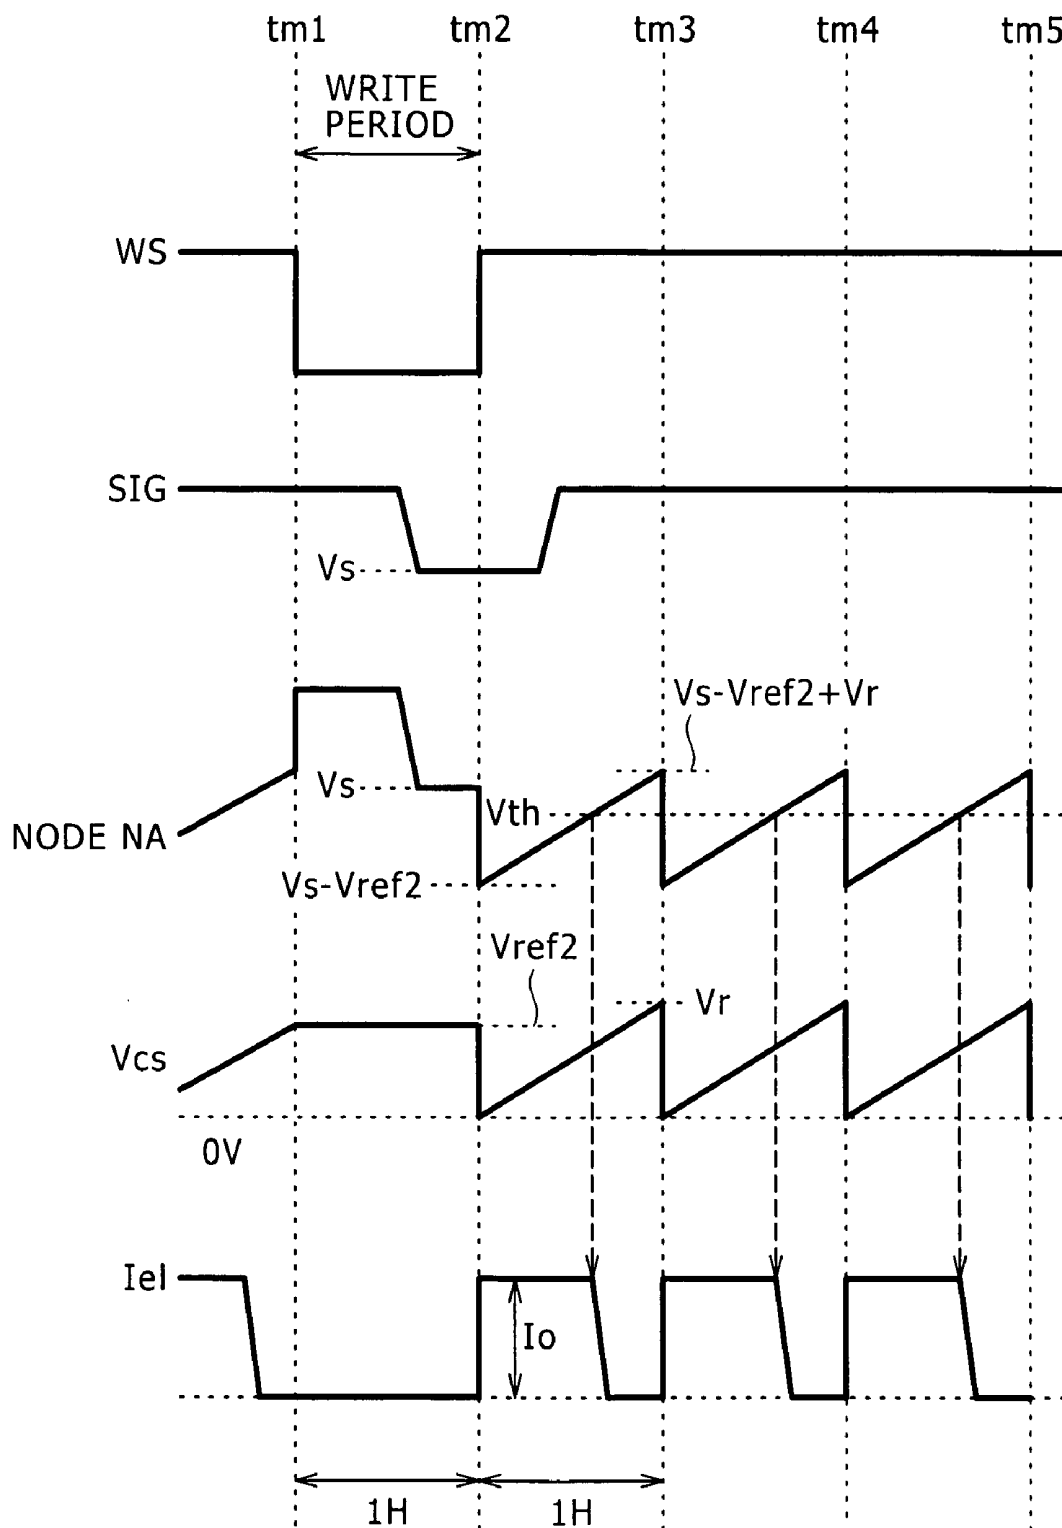 tm1 tm2 tm3 tm4 tm5
WRITE
PERIOD
WS
SIG
Vs
Vs-Vref2+Vr
Vs
Vth
NODE NA
Vs-Vref2
Vref2
Vr
Vcs
0V
Iel
Io
1H 1H